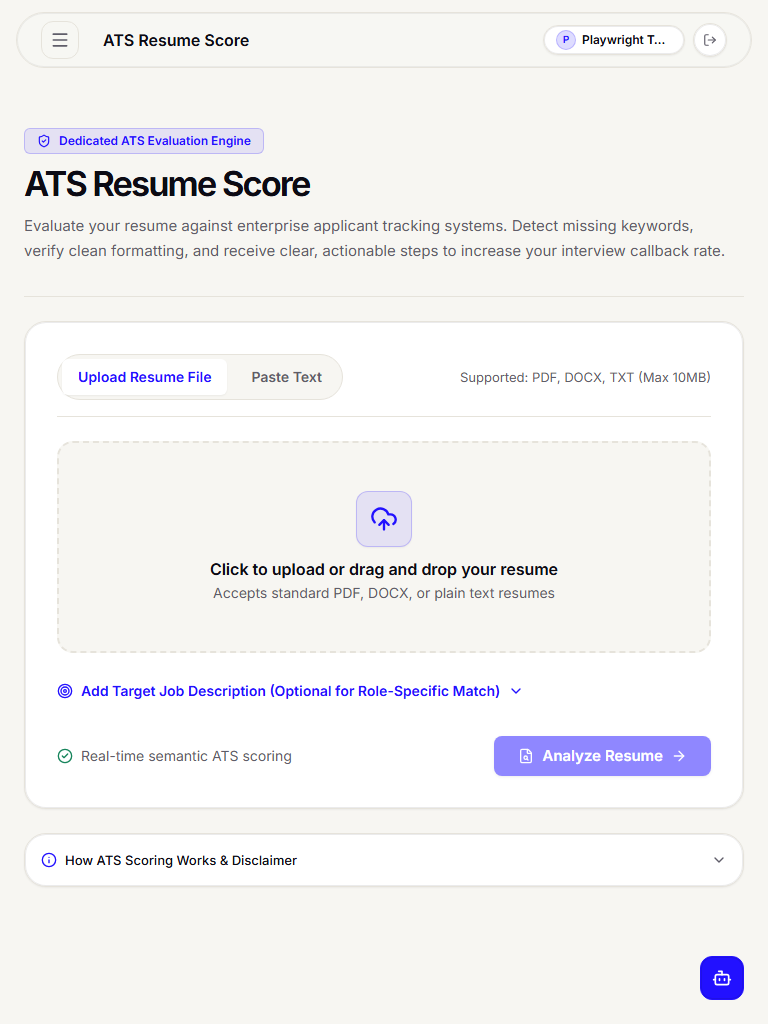 ATS Resume Score
P Playwright T...
Dedicated ATS Evaluation Engine
ATS Resume Score
Evaluate your resume against enterprise applicant tracking systems. Detect missing keywords,
verify clean formatting, and receive clear, actionable steps to increase your interview callback rate.
Upload Resume File
Paste Text
Supported: PDF, DOCX, TXT (Max 10MB)
Click to upload or drag and drop your resume
Accepts standard PDF, DOCX, or plain text resumes
Add Target Job Description (Optional for Role-Specific Match)
Real-time semantic ATS scoring
Analyze Resume
How ATS Scoring Works & Disclaimer